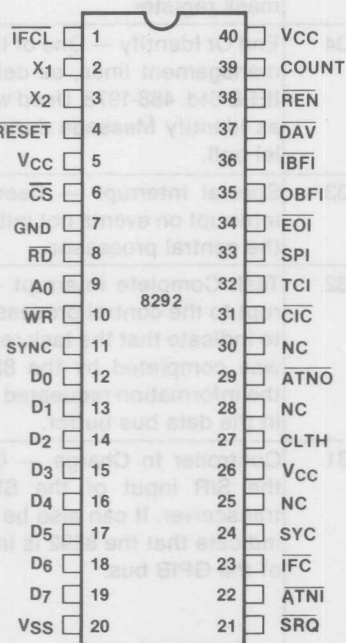 IFCL 1 40 VCC
X1 2 39 COUNT
X2 3 38 REN
RESET 4 37 DAV
VCC 5 36 IBFI
CS 6 35 OBFI
GND 7 34 EOI
RD 8 33 SPI
A0 9 32 TCI
8292
WR 10 31 CIC
SYNC 11 30 NC
D0 12 29 ATNO
D1 13 28 NC
D2 14 27 CLTH
D3 15 26 VCC
D4 16 25 NC
D5 17 24 SYC
D6 18 23 IFC
D7 19 22 ATNI
VSS 20 21 SRQ